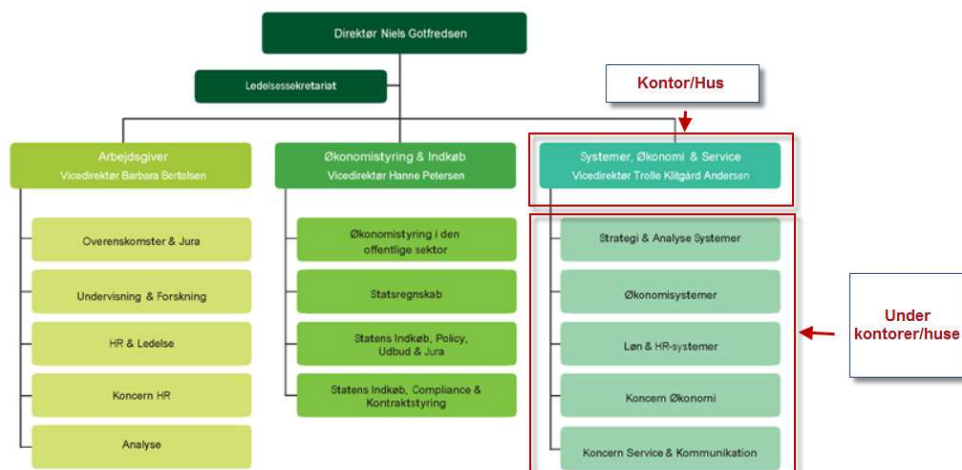 Direktør Niels Gotfredsen
Ledelsessekretariat
Kontor/Hus
Arbejdsgiver
Vicedirektør Barbara Bertelsen
Økonomistyring & Indkøb
Vicedirektør Hanne Petersen
Systemer, Økonomi & Service
Vicedirektør Trolle Klitgård Andersen
Overenskomster & Jura
Undervisning & Forskning
HR & Ledelse
Koncern HR
Analyse
Økonomistyring i den
offentlige sektor
Statsregnskab
Statens Indkøb, Policy,
Udbud & Jura
Statens Indkøb, Compliance &
Kontraktstyring
Strategi & Analyse Systemer
Økonomisystemer
Løn & HR-systemer
Koncern Økonomi
Koncern Service & Kommunikation
Under
kontorer/huse